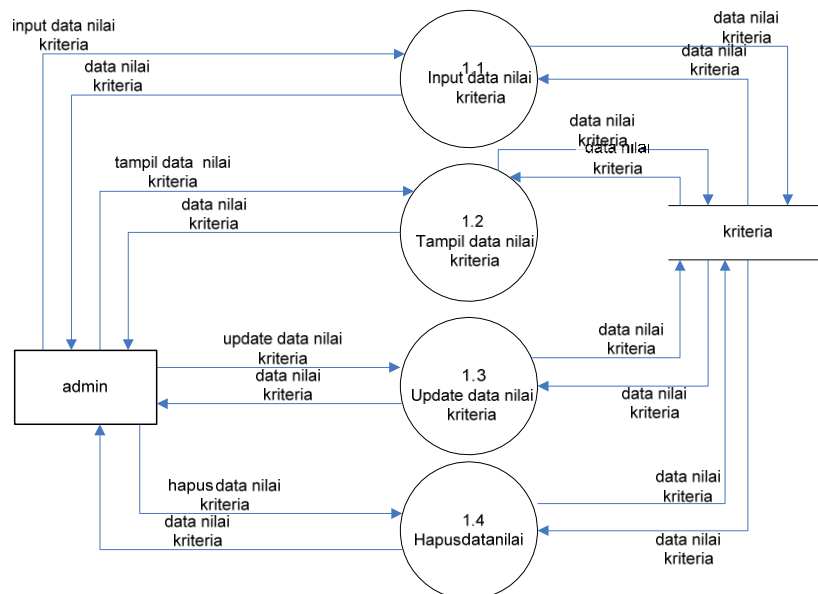 input data nilai
kriteria
data nilai
kriteria
1.1
Input data nilai
kriteria
data nilai
kriteria
data nilai
kriteria
data nilai
kriteria
data nilai
kriteria
tampil data nilai
kriteria
data nilai
kriteria
1.2
Tampil data nilai
kriteria
kriteria
update data nilai
kriteria
data nilai
kriteria
admin
1.3
Update data nilai
kriteria
data nilai
kriteria
data nilai
kriteria
hapus data nilai
kriteria
data nilai
kriteria
1.4
Hapusdatanilai
data nilai
kriteria
data nilai
kriteria